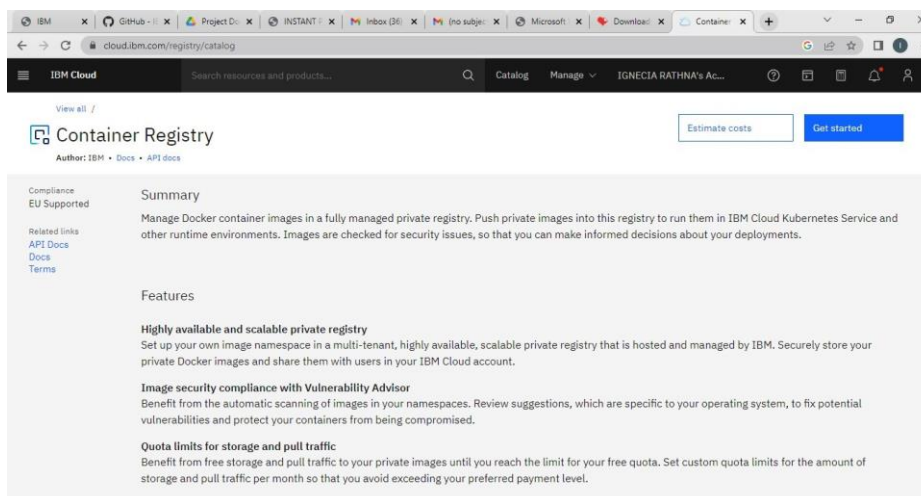 IBM
GitHub - II
Project Do
INSTANT
Inbox (36)
(no subjec
Microsoft
Download
Container
cloud.ibm.com/registry/catalog
IBM Cloud
Search resources and products...
Catalog
Manage
IGNECIA RATHNA's Ac...
View all /
Container Registry
Estimate costs
Get started
Author: IBM • Docs • API docs
Compliance
EU Supported
Related links
API Docs
Docs
Terms
Summary
Manage Docker container images in a fully managed private registry. Push private images into this registry to run them in IBM Cloud Kubernetes Service and
other runtime environments. Images are checked for security issues, so that you can make informed decisions about your deployments.
Features
Highly available and scalable private registry
Set up your own image namespace in a multi-tenant, highly available, scalable private registry that is hosted and managed by IBM. Securely store your
private Docker images and share them with users in your IBM Cloud account.
Image security compliance with Vulnerability Advisor
Benefit from the automatic scanning of images in your namespaces. Review suggestions, which are specific to your operating system, to fix potential
vulnerabilities and protect your containers from being compromised.
Quota limits for storage and pull traffic
Benefit from free storage and pull traffic to your private images until you reach the limit for your free quota. Set custom quota limits for the amount of
storage and pull traffic per month so that you avoid exceeding your preferred payment level.